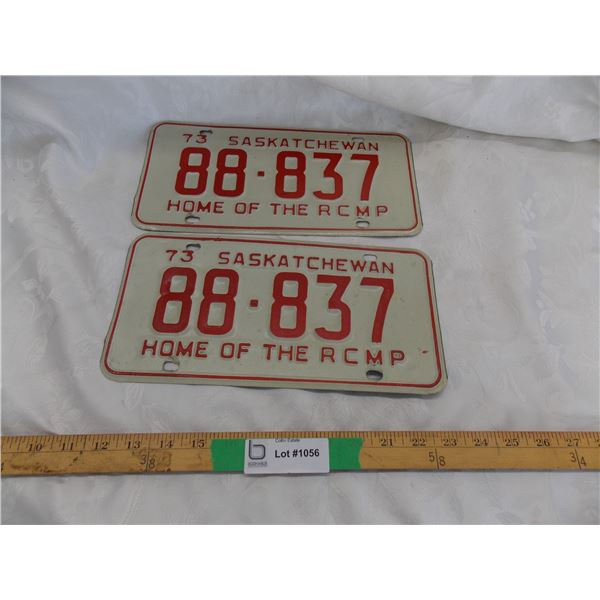 73 SASKATCHEWAN
88·837
HOME OF THE RCMP
73 SASKATCHEWAN
88·837
HOME OF THE RCMP
10 11 12 13 14 15 21 22 23 24 25 26 27
3/8 5/8 3/4
Lot #1056